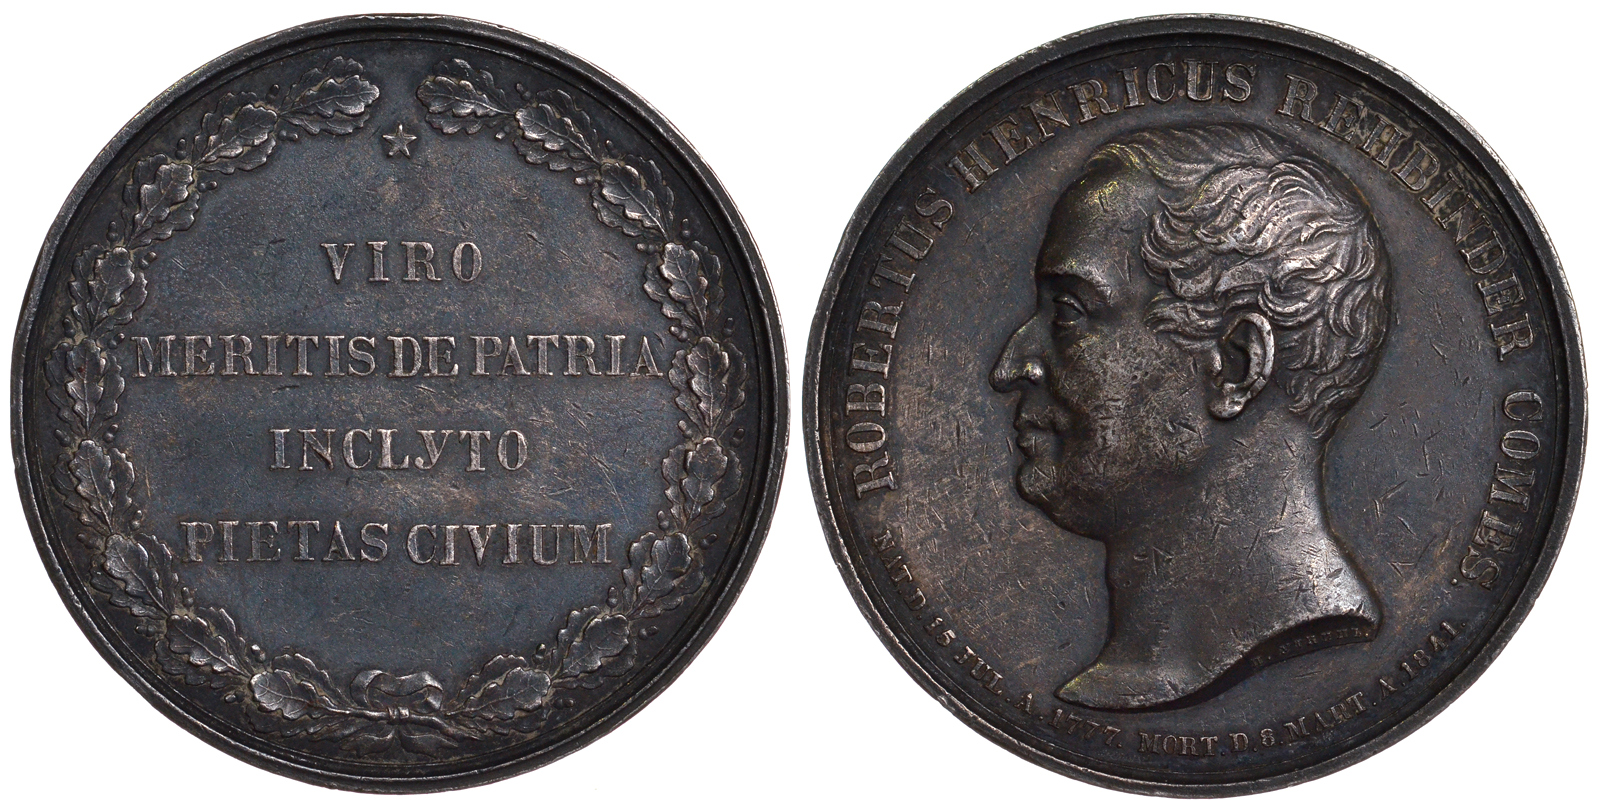 VIRO
MERITIS DE PATRIA
INCLYTO
PIETAS CIVIUM
ROBERTUS HENRICUS REHBINDER COMES.
NAT. D. 15 JUL. A. 1777. MORT. D. 8. MART. A. 1841.